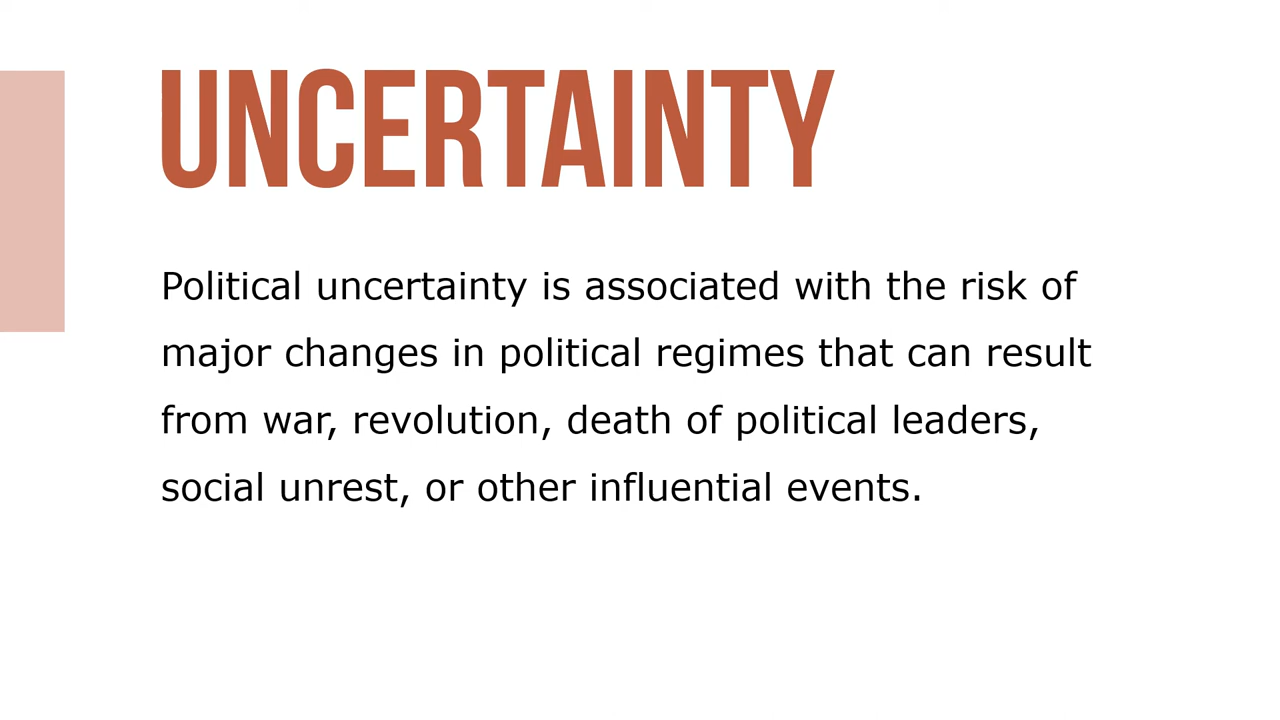 UNCERTAINTY
Political uncertainty is associated with the risk of
major changes in political regimes that can result
from war, revolution, death of political leaders,
social unrest, or other influential events.